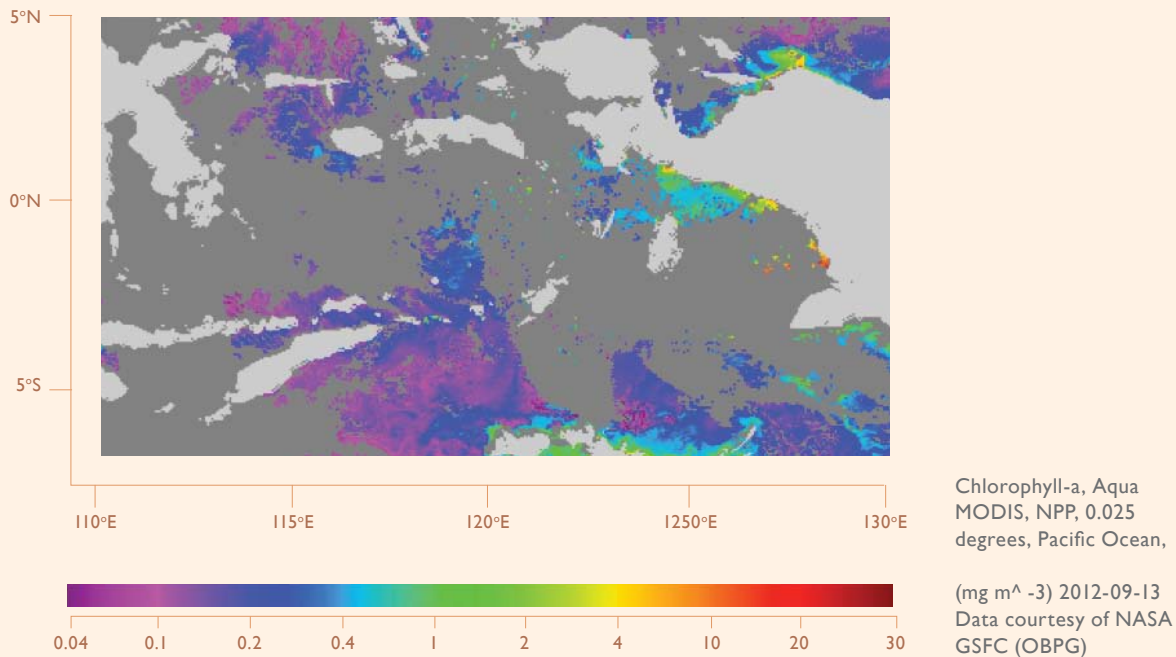 5°N
0°N
5°S
110°E 115°E 120°E 1250°E 130°E
Chlorophyll-a, Aqua
MODIS, NPP, 0.025
degrees, Pacific Ocean,
(mg m^ -3) 2012-09-13
Data courtesy of NASA
GSFC (OBPG)
0.04 0.1 0.2 0.4 1 2 4 10 20 30